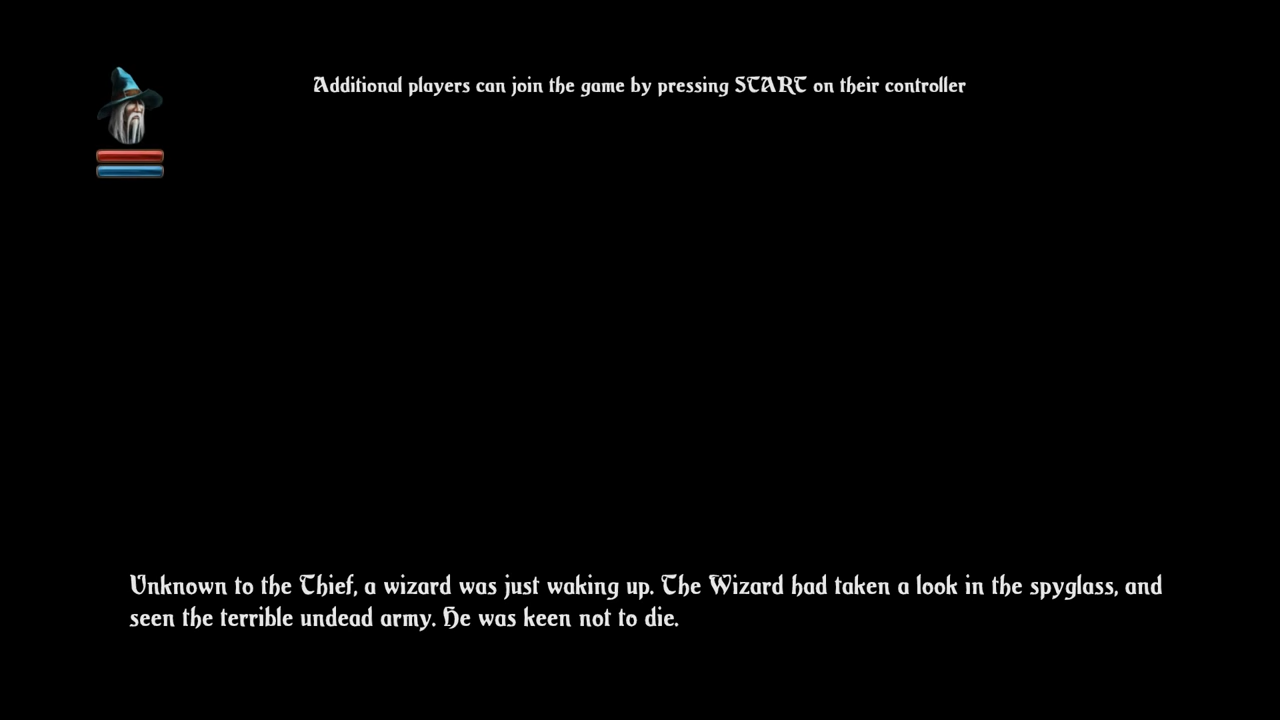 Additional players can join the game by pressing START on their controller
Unknown to the Thief, a wizard was just waking up. The Wizard had taken a look in the spyglass, and
seen the terrible undead army. He was keen not to die.